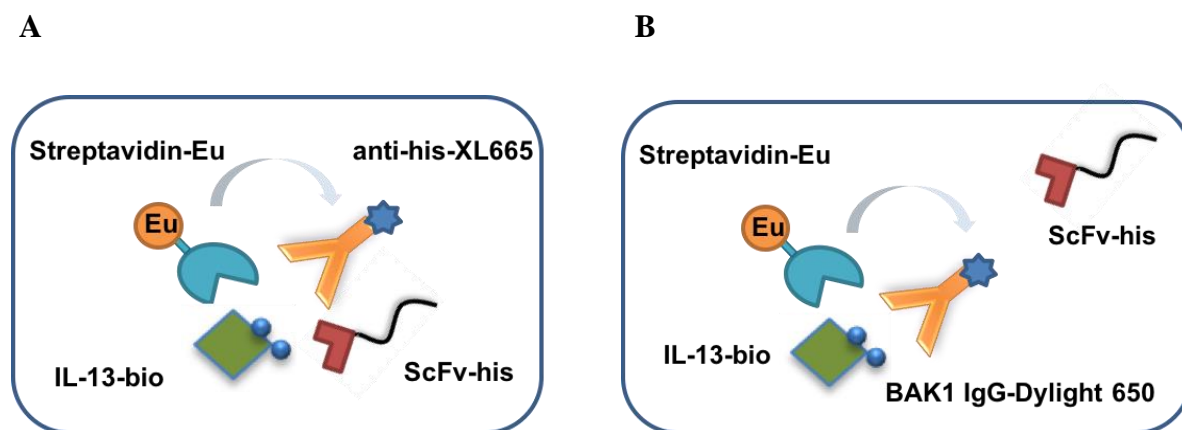 A
B
Streptavidin-Eu
anti-his-XL665
Eu
IL-13-bio
ScFv-his
Streptavidin-Eu
ScFv-his
Eu
IL-13-bio
BAK1 IgG-Dylight 650